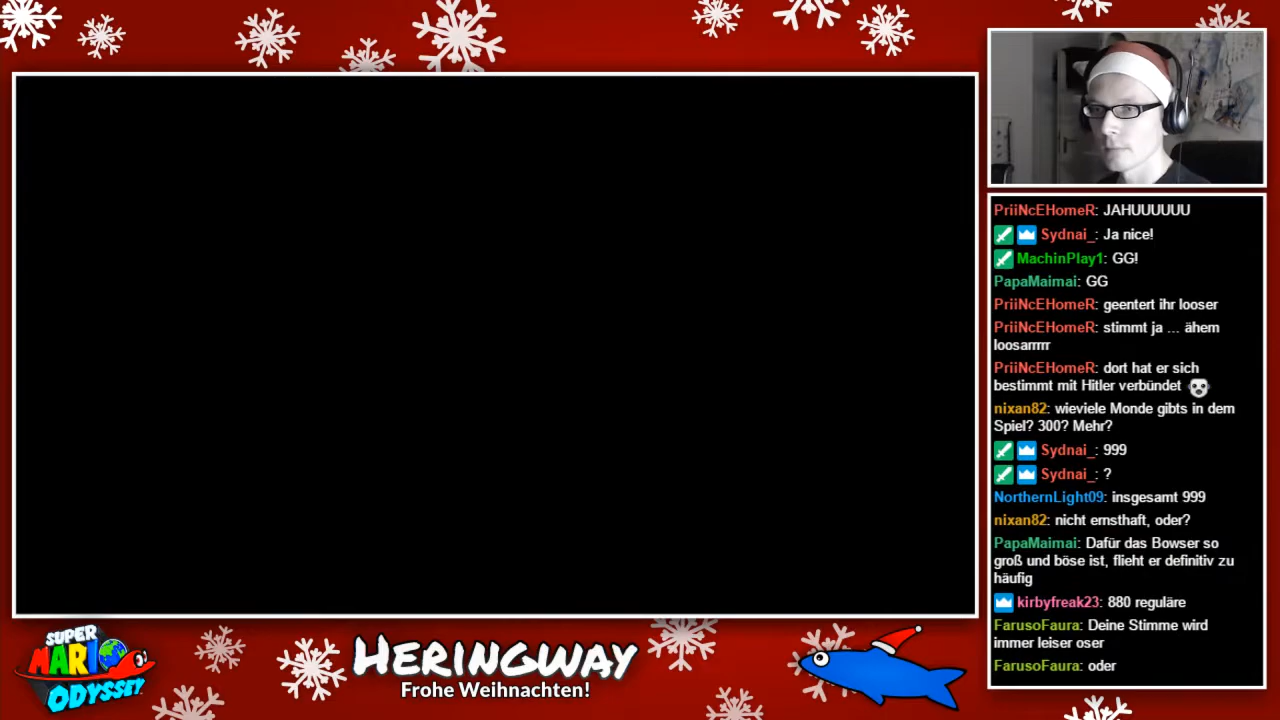 PriiNcEHomeR: JAHUUUUUU
Sydnai_: Ja nice!
MachinPlay1: GG!
PapaMaimai: GG
PriiNcEHomeR: geentert ihr looser
PriiNcEHomeR: stimmt ja ... ähem
loosarrrr
PriiNcEHomeR: dort hat er sich
bestimmt mit Hitler verbündet
nixan82: wieviele Monde gibts in dem
Spiel? 300? Mehr?
Sydnai_: 999
Sydnai_: ?
NorthernLight09: insgesamt 999
nixan82: nicht ernsthaft, oder?
PapaMaimai: Dafür das Bowser so
groß und böse ist, flieht er definitiv zu
häufig
kirbyfreak23: 880 reguläre
FarusoFaura: Deine Stimme wird
immer leiser oser
FarusoFaura: oder
SUPER
MARIO
ODYSSEY
HERINGWAY
Frohe Weihnachten!